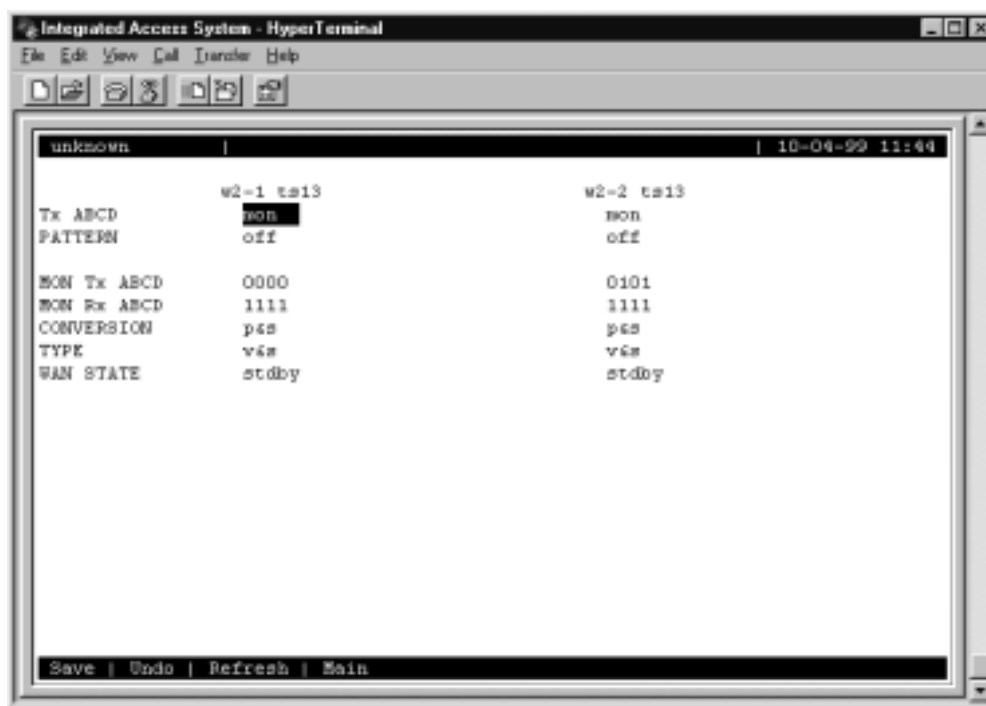 Integrated Access System - HyperTerminal
File Edit View Call Transfer Help
unknown | | 10-04-99 11:44
w2-1 ts13 w2-2 ts13
Tx ABCD mon mon
PATTERN off off
MON Tx ABCD 0000 0101
MON Rx ABCD 1111 1111
CONVERSION p&s p&s
TYPE v&s v&s
WAN STATE stdby stdby
Save | Undo | Refresh | Main